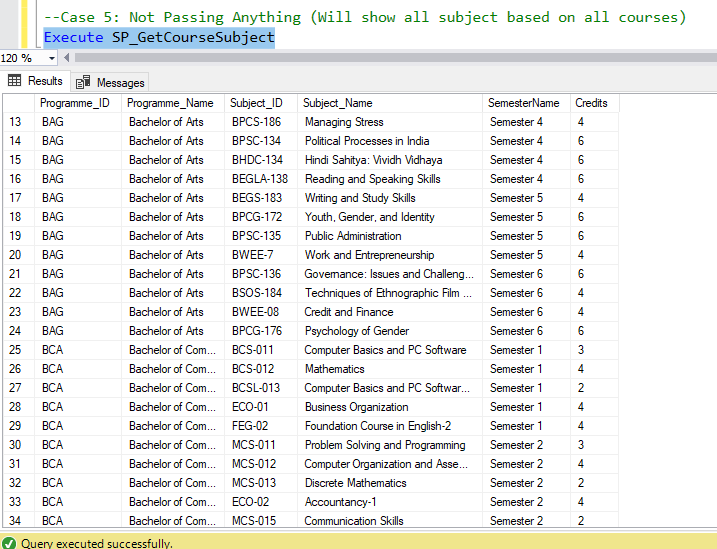 --Case 5: Not Passing Anything (Will show all subject based on all courses)
Execute SP_GetCourseSubject
120 %
Results Messages
Programme_ID Programme_Name Subject_ID Subject_Name SemesterName Credits
13 BAG Bachelor of Arts BPCS-186 Managing Stress Semester 4 4
14 BAG Bachelor of Arts BPSC-134 Political Processes in India Semester 4 6
15 BAG Bachelor of Arts BHDC-134 Hindi Sahitya: Vividh Vidhaya Semester 4 6
16 BAG Bachelor of Arts BEGLA-138 Reading and Speaking Skills Semester 4 6
17 BAG Bachelor of Arts BEGS-183 Writing and Study Skills Semester 5 4
18 BAG Bachelor of Arts BPCG-172 Youth, Gender, and Identity Semester 5 6
19 BAG Bachelor of Arts BPSC-135 Public Administration Semester 5 6
20 BAG Bachelor of Arts BWEE-7 Work and Entrepreneurship Semester 5 4
21 BAG Bachelor of Arts BPSC-136 Governance: Issues and Challeng... Semester 6 6
22 BAG Bachelor of Arts BSOS-184 Techniques of Ethnographic Film ... Semester 6 4
23 BAG Bachelor of Arts BWEE-08 Credit and Finance Semester 6 4
24 BAG Bachelor of Arts BPCG-176 Psychology of Gender Semester 6 6
25 BCA Bachelor of Com... BCS-011 Computer Basics and PC Software Semester 1 3
26 BCA Bachelor of Com... BCS-012 Mathematics Semester 1 4
27 BCA Bachelor of Com... BCSL-013 Computer Basics and PC Softwar... Semester 1 2
28 BCA Bachelor of Com... ECO-01 Business Organization Semester 1 4
29 BCA Bachelor of Com... FEG-02 Foundation Course in English-2 Semester 1 4
30 BCA Bachelor of Com... MCS-011 Problem Solving and Programming Semester 2 3
31 BCA Bachelor of Com... MCS-012 Computer Organization and Asse... Semester 2 4
32 BCA Bachelor of Com... MCS-013 Discrete Mathematics Semester 2 2
33 BCA Bachelor of Com... ECO-02 Accountancy-1 Semester 2 4
34 BCA Bachelor of Com... MCS-015 Communication Skills Semester 2 2
Query executed successfully.